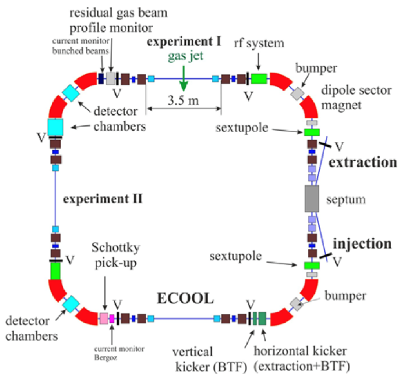 residual gas beam
profile monitor
current monitor
bunched beams
experiment I
gas jet
rf system
bumper
dipole sector
magnet
V
V
3.5 m
detector
chambers
sextupole
V
V
extraction
experiment II
septum
injection
Schottky
pick-up
sextupole
V
V
ECOOL
V
V
bumper
detector
chambers
current monitor
Bergoz
vertical
kicker (BTF)
horizontal kicker
(extraction+BTF)